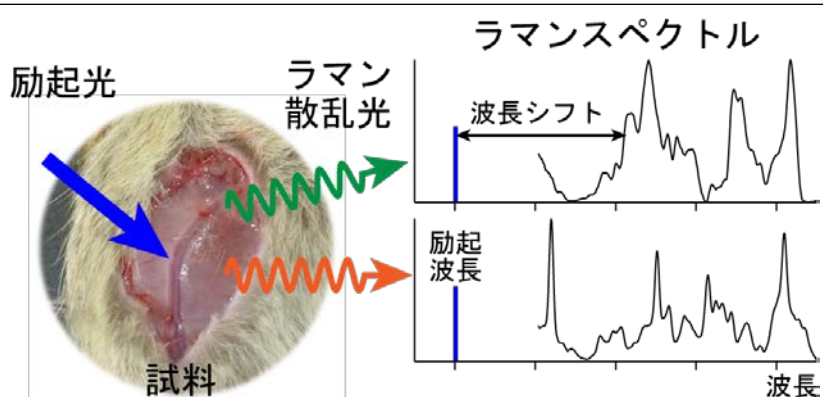 ラマンスペクトル
励起光
ラマン
散乱光
波長シフト
励起
波長
試料
波長